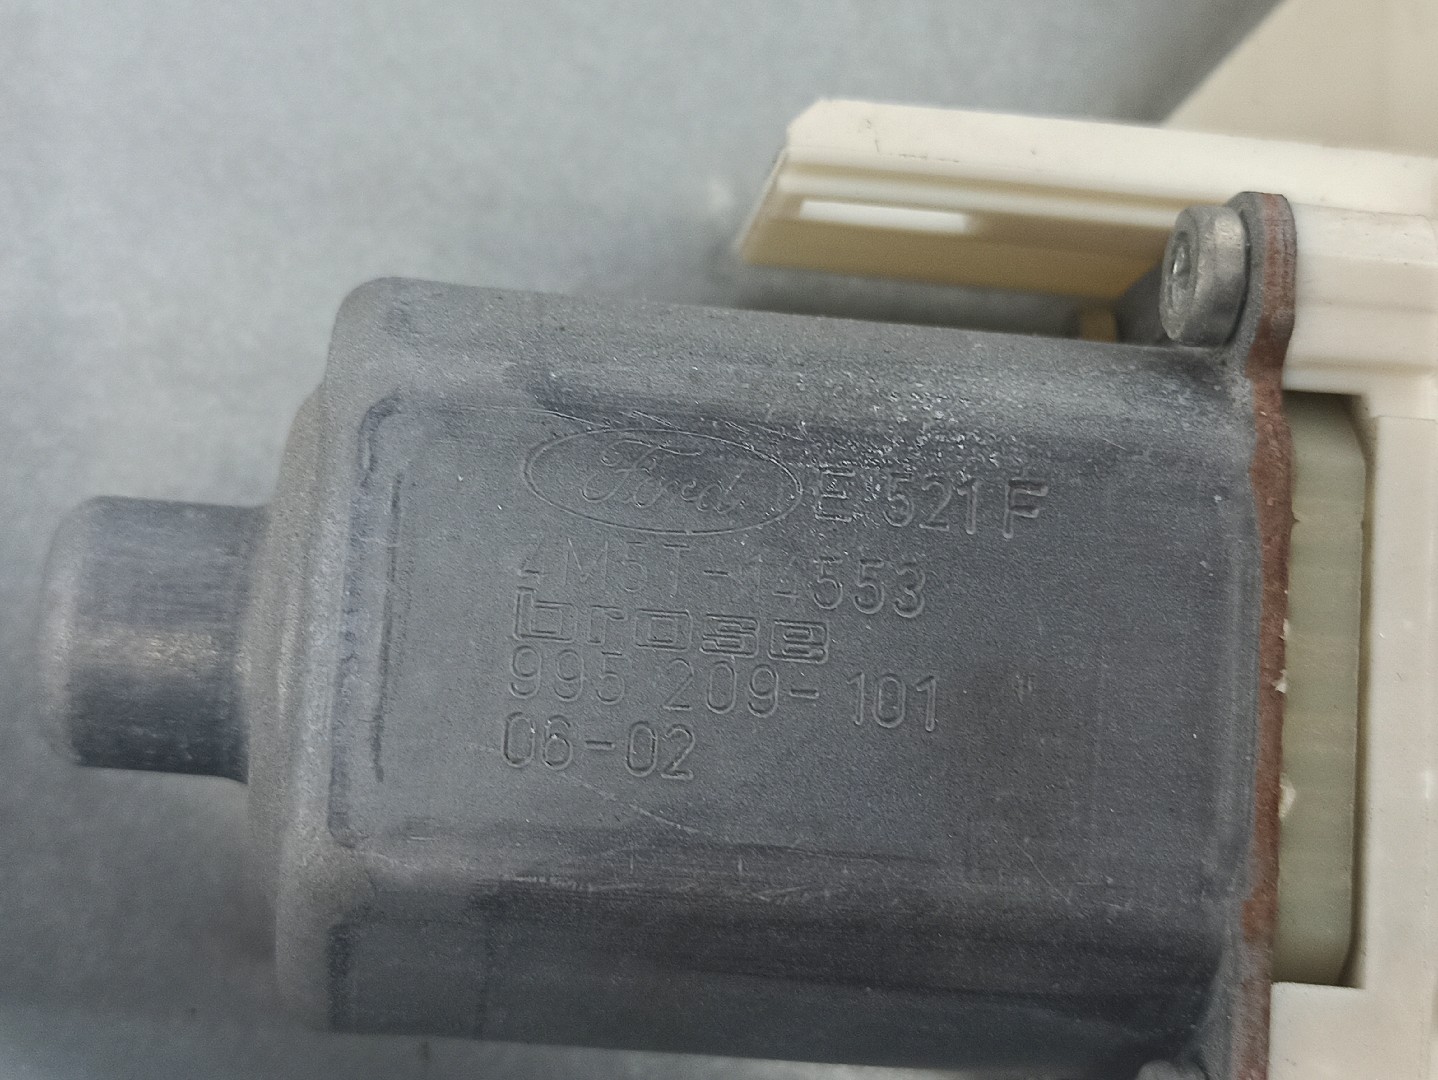 Ford E 521 F
4M5T-14553
brose
995 209-101
06-02